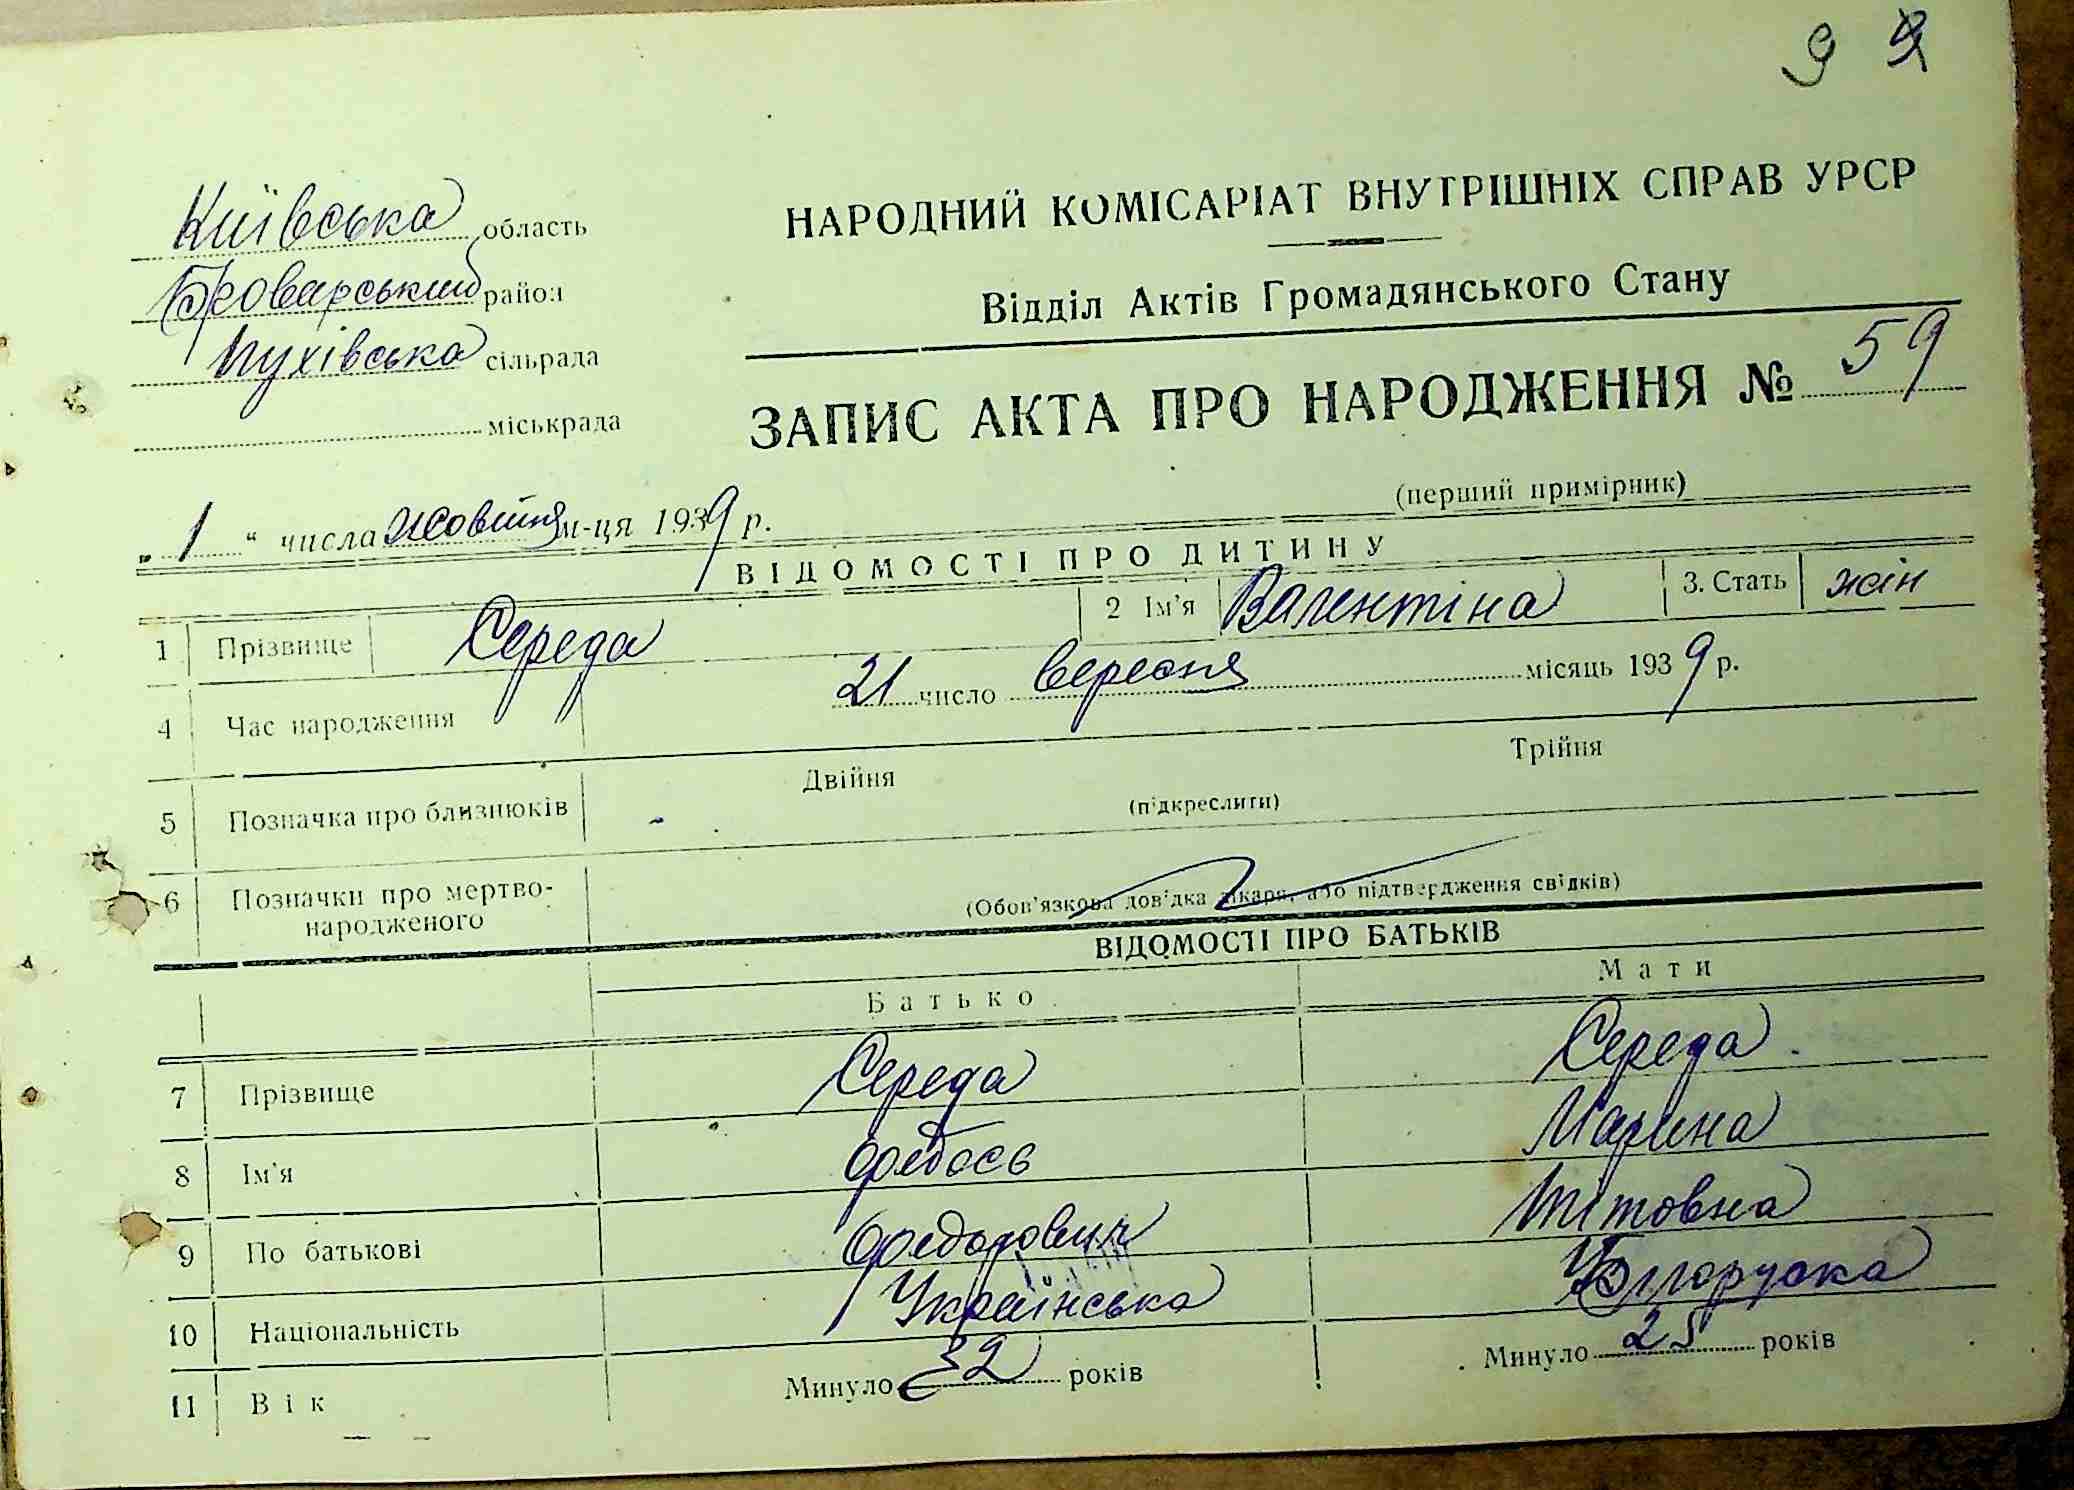 9
Київська область
Броварський район
Пухівська сільрада
міськрада
НАРОДНИЙ КОМІСАРІАТ ВНУТРІШНІХ СПРАВ УРСР
Відділ Актів Громадянського Стану
ЗАПИС АКТА ПРО НАРОДЖЕННЯ № 59
(перший примірник)
„1“ числа жовтня м-ця 1939 р.
ВІДОМОСТІ ПРО ДИТИНУ
1 Прізвище Середа 2 Ім'я Валентіна 3. Стать жін
4 Час народження 21 число вересня місяць 1939 р.
5 Позначка про близнюків Двійня Трійня
(підкреслити)
6 Позначки про мертво-
народженого
(Обов'язкова довідка лікаря, або підтвердження свідків)
ВІДОМОСТІ ПРО БАТЬКІВ
Батько Мати
7 Прізвище Середа Середа
8 Ім'я Федосєв Марина
9 По батькові Федорович Тітовна
10 Національність Українська Білоруська
11 Вік Минуло 32 років Минуло 25 років